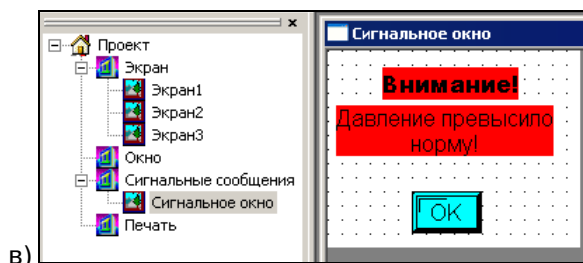 Проект
Экран
Экран1
Экран2
Экран3
Окно
Сигнальные сообщения
Сигнальное окно
Печать
Сигнальное окно
Внимание!
Давление превысило
норму!
OK
в)